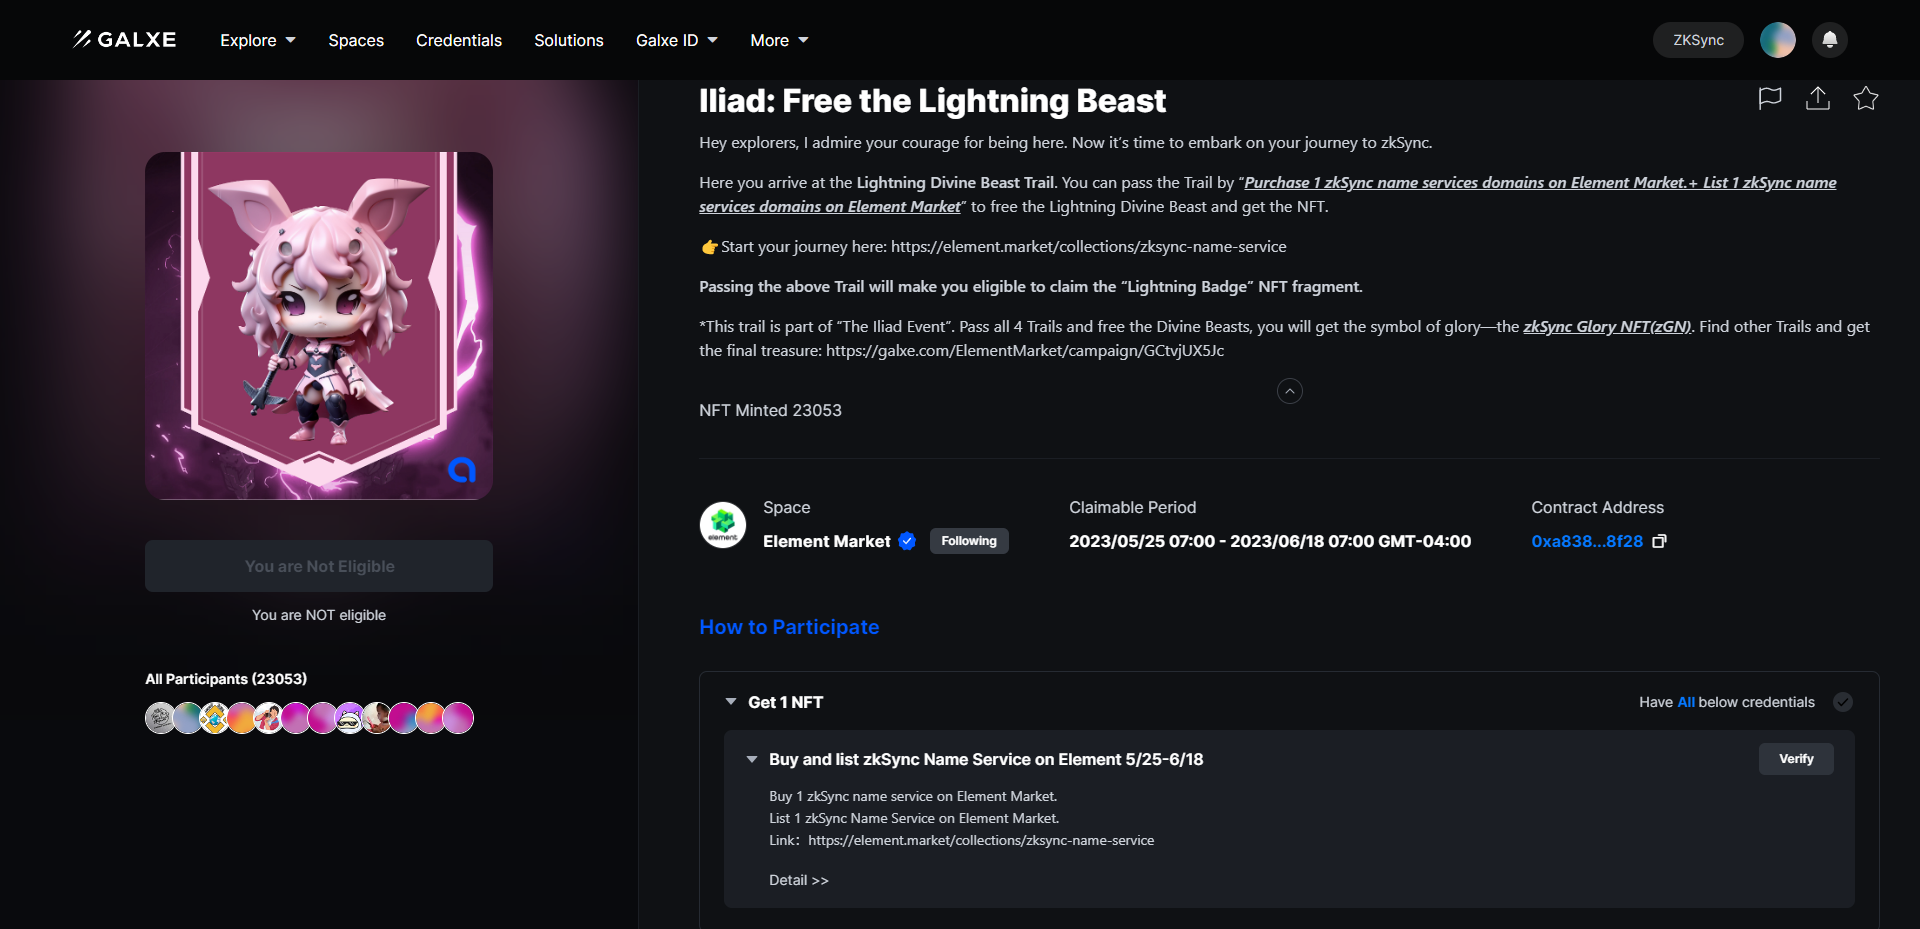 GALXE
Explore
Spaces
Credentials
Solutions
Galxe ID
More
ZKSync
Iliad: Free the Lightning Beast
Hey explorers, I admire your courage for being here. Now it’s time to embark on your journey to zkSync.
Here you arrive at the Lightning Divine Beast Trail. You can pass the Trail by “Purchase 1 zkSync name services domains on Element Market.+ List 1 zkSync name
services domains on Element Market” to free the Lightning Divine Beast and get the NFT.
👉Start your journey here: https://element.market/collections/zksync-name-service
Passing the above Trail will make you eligible to claim the “Lightning Badge” NFT fragment.
*This trail is part of “The Iliad Event”. Pass all 4 Trails and free the Divine Beasts, you will get the symbol of glory—the zkSync Glory NFT(zGN). Find other Trails and get
the final treasure: https://galxe.com/ElementMarket/campaign/GCtvjUX5Jc
NFT Minted 23053
element
Space
Element Market
Following
Claimable Period
2023/05/25 07:00 - 2023/06/18 07:00 GMT-04:00
Contract Address
0xa838...8f28
You are Not Eligible
You are NOT eligible
All Participants (23053)
How to Participate
Get 1 NFT
Have All below credentials
Buy and list zkSync Name Service on Element 5/25-6/18
Verify
Buy 1 zkSync name service on Element Market.
List 1 zkSync Name Service on Element Market.
Link：https://element.market/collections/zksync-name-service
Detail >>